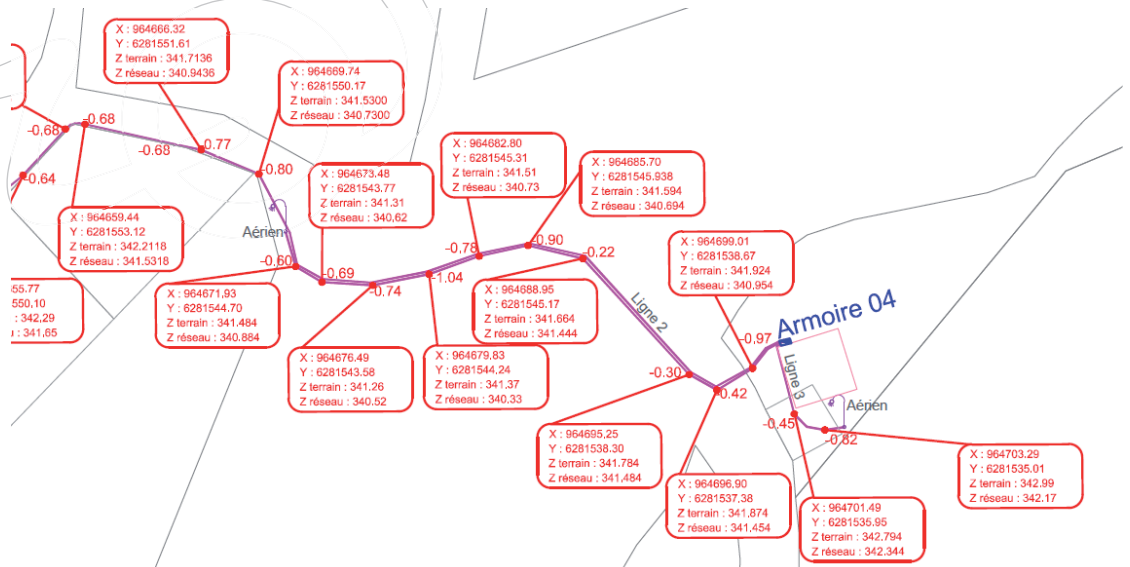 X : 964666.32
Y : 6281551.61
Z terrain : 341.7136
Z réseau : 340.9436
X : 964669.74
Y : 6281550.17
Z terrain : 341.5300
Z réseau : 340.7300
-0.68
-0.68
-0.68
-0.77
-0.80
-0.64
X : 964682.80
Y : 6281545.31
Z terrain : 341.51
Z réseau : 340.73
X : 964685.70
Y : 6281545.938
Z terrain : 341.594
Z réseau : 340.694
X : 964673.48
Y : 6281543.77
Z terrain : 341.31
Z réseau : 340,62
X : 964659.44
Y : 6281553.12
Z terrain : 342.2118
Z réseau : 341.5318
Aérien
-0.60
-0.69
-0.74
-1.04
-0.78
-0.90
-0.22
X : 964699.01
Y : 6281538.67
Z terrain : 341,924
Z réseau : 340.954
55.77
550,10
: 342,29
: 341,65
X : 964671,93
Y : 6281544.70
Z terrain : 341.484
Z réseau : 340.884
X : 964688.95
Y : 6281545.17
Z terrain : 341.664
Z réseau : 341.444
Ligne 2
Armoire 04
-0.97
X : 964676.49
Y : 6281543.58
Z terrain : 341.26
Z réseau : 340.52
X : 964679,83
Y : 6281544,24
Z terrain : 341,37
Z réseau : 340.33
-0.30
-0.42
Ligne 3
Aérien
-0.45
-0.82
X : 964695,25
Y : 6281538.30
Z terrain : 341.784
Z réseau : 341,484
X : 964696,90
Y : 6281537,38
Z terrain : 341,874
Z réseau : 341,454
X : 964701.49
Y : 6281535.95
Z terrain : 342.794
Z réseau : 342.344
X : 964703.29
Y : 6281535.01
Z terrain : 342.99
Z réseau : 342.17